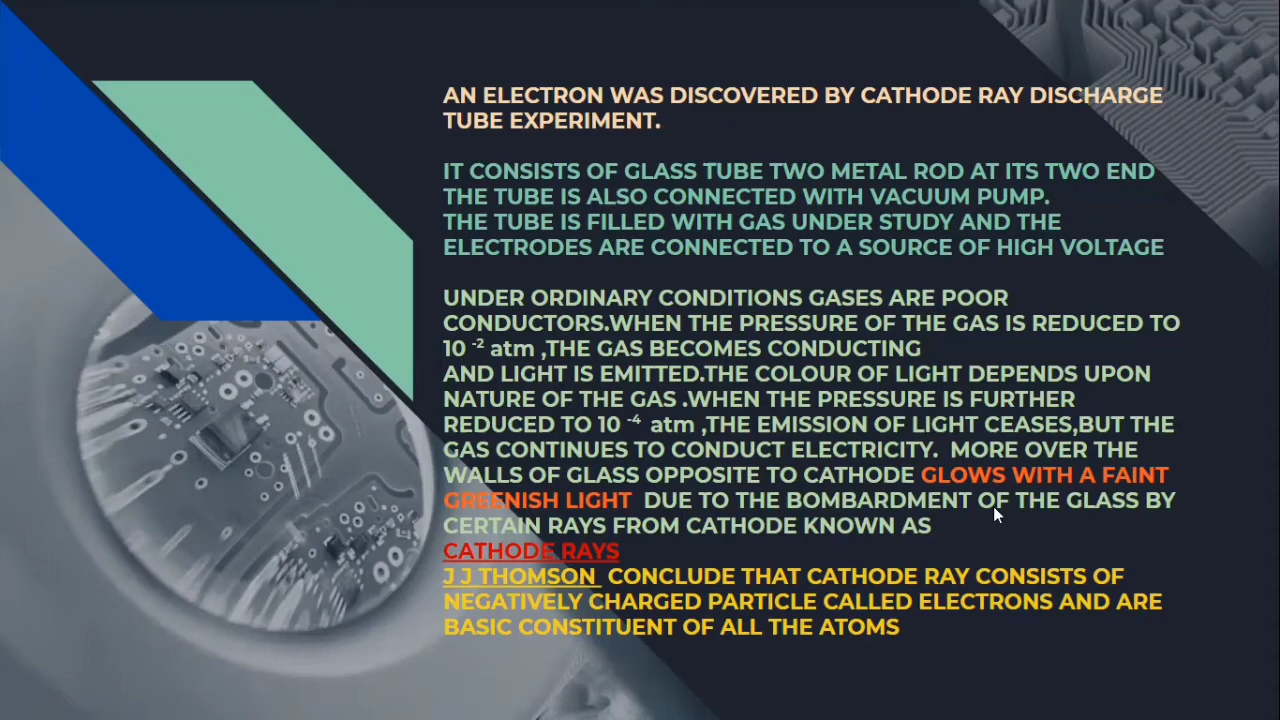 AN ELECTRON WAS DISCOVERED BY CATHODE RAY DISCHARGE
TUBE EXPERIMENT.
IT CONSISTS OF GLASS TUBE TWO METAL ROD AT ITS TWO END
THE TUBE IS ALSO CONNECTED WITH VACUUM PUMP.
THE TUBE IS FILLED WITH GAS UNDER STUDY AND THE
ELECTRODES ARE CONNECTED TO A SOURCE OF HIGH VOLTAGE
UNDER ORDINARY CONDITIONS GASES ARE POOR
CONDUCTORS.WHEN THE PRESSURE OF THE GAS IS REDUCED TO
10 ⁻² atm ,THE GAS BECOMES CONDUCTING
AND LIGHT IS EMITTED.THE COLOUR OF LIGHT DEPENDS UPON
NATURE OF THE GAS .WHEN THE PRESSURE IS FURTHER
REDUCED TO 10 ⁻⁴ atm ,THE EMISSION OF LIGHT CEASES,BUT THE
GAS CONTINUES TO CONDUCT ELECTRICITY. MORE OVER THE
WALLS OF GLASS OPPOSITE TO CATHODE GLOWS WITH A FAINT
GREENISH LIGHT DUE TO THE BOMBARDMENT OF THE GLASS BY
CERTAIN RAYS FROM CATHODE KNOWN AS
CATHODE RAYS
J J THOMSON CONCLUDE THAT CATHODE RAY CONSISTS OF
NEGATIVELY CHARGED PARTICLE CALLED ELECTRONS AND ARE
BASIC CONSTITUENT OF ALL THE ATOMS